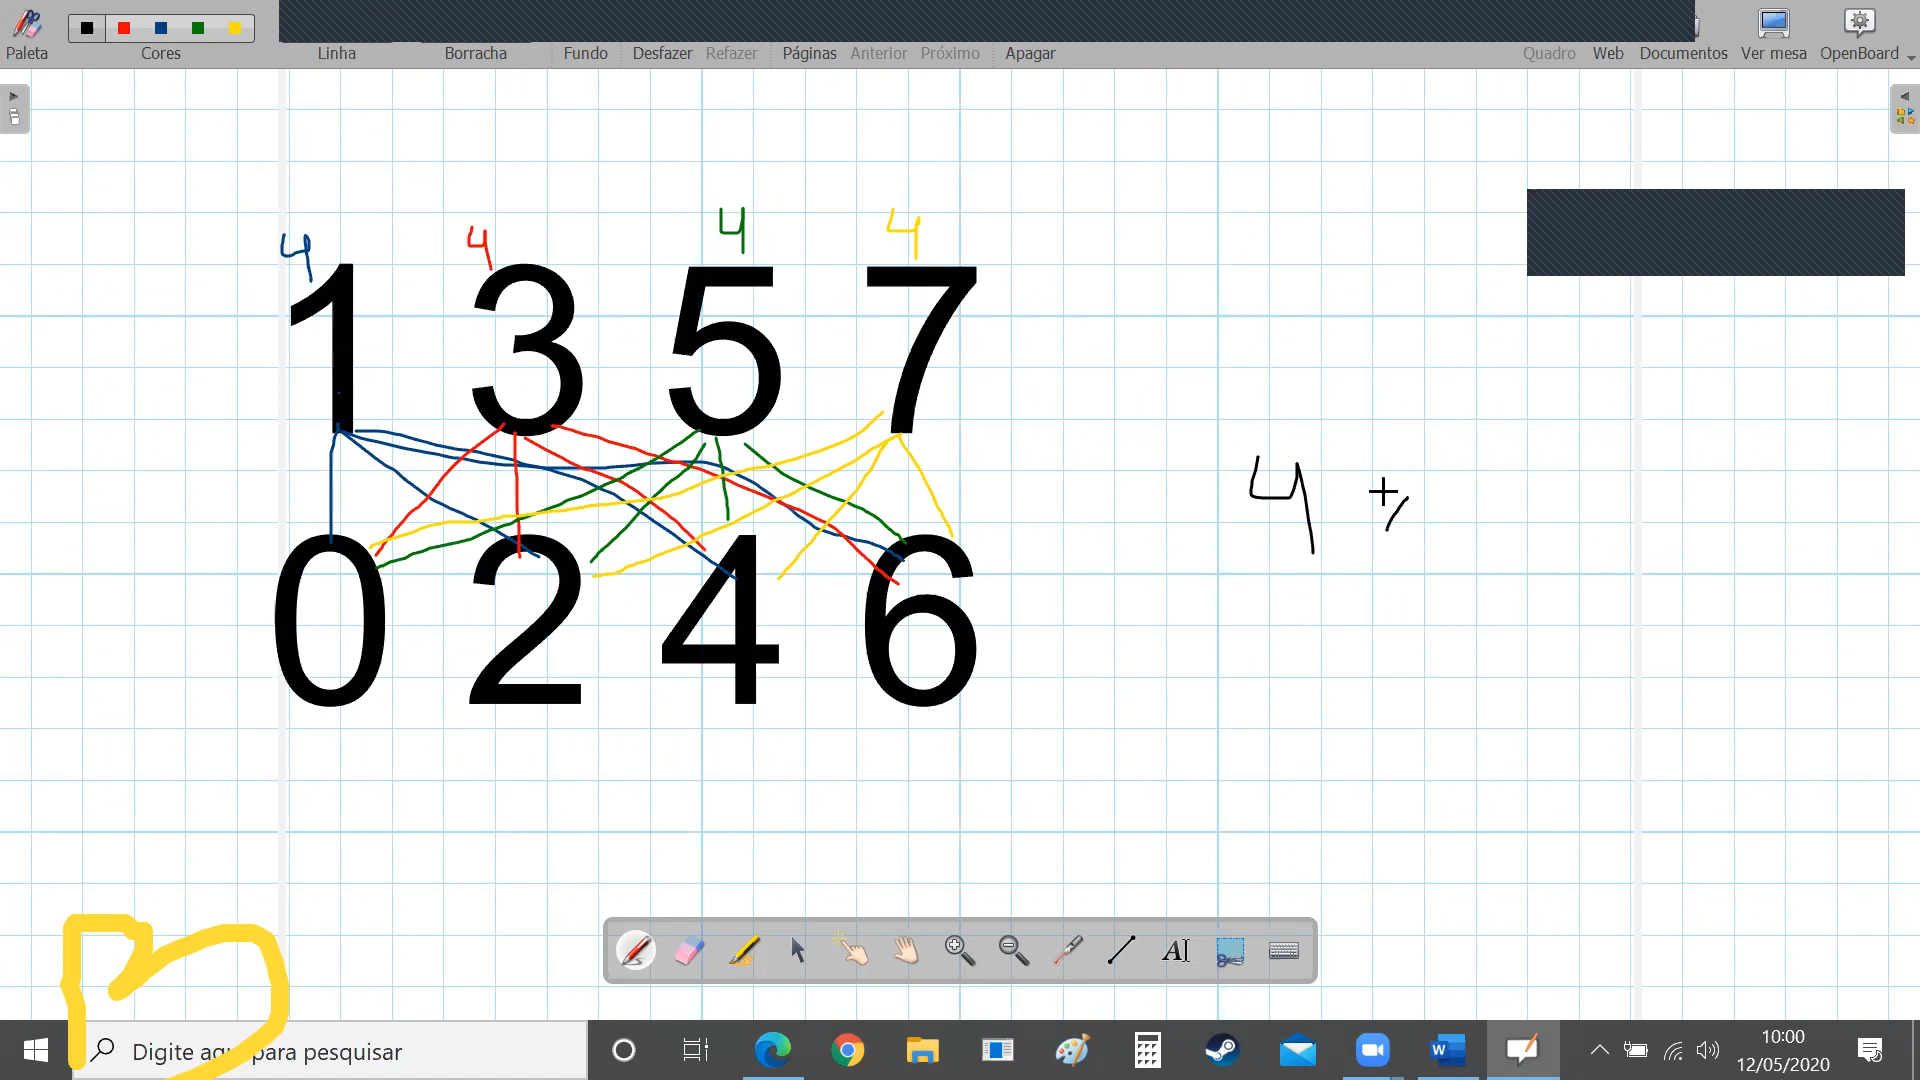 Paleta Cores Linha Borracha Fundo Desfazer Refazer Páginas Anterior Próximo Apagar Quadro Web Documentos Ver mesa OpenBoard
4 4 4 4
1 3 5 7
4
0 2 4 6
AI
Digite aqui para pesquisar
W
10:00
12/05/2020